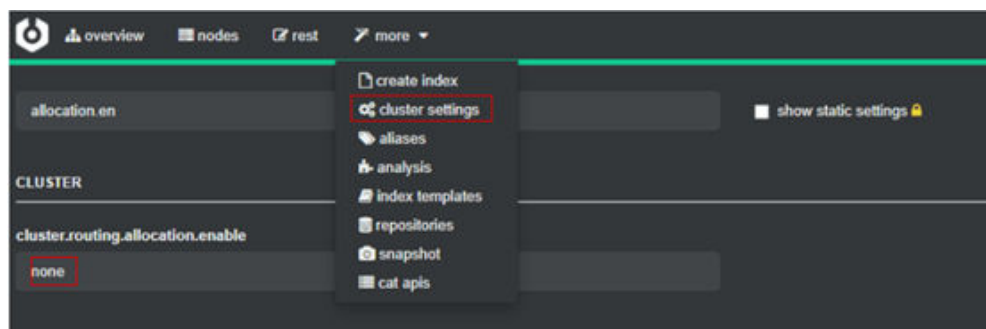 overview nodes rest more
create index
allocation.en cluster settings show static settings
aliases
analysis
CLUSTER
index templates
repositories
cluster.routing.allocation.enable
snapshot
none
cat apis